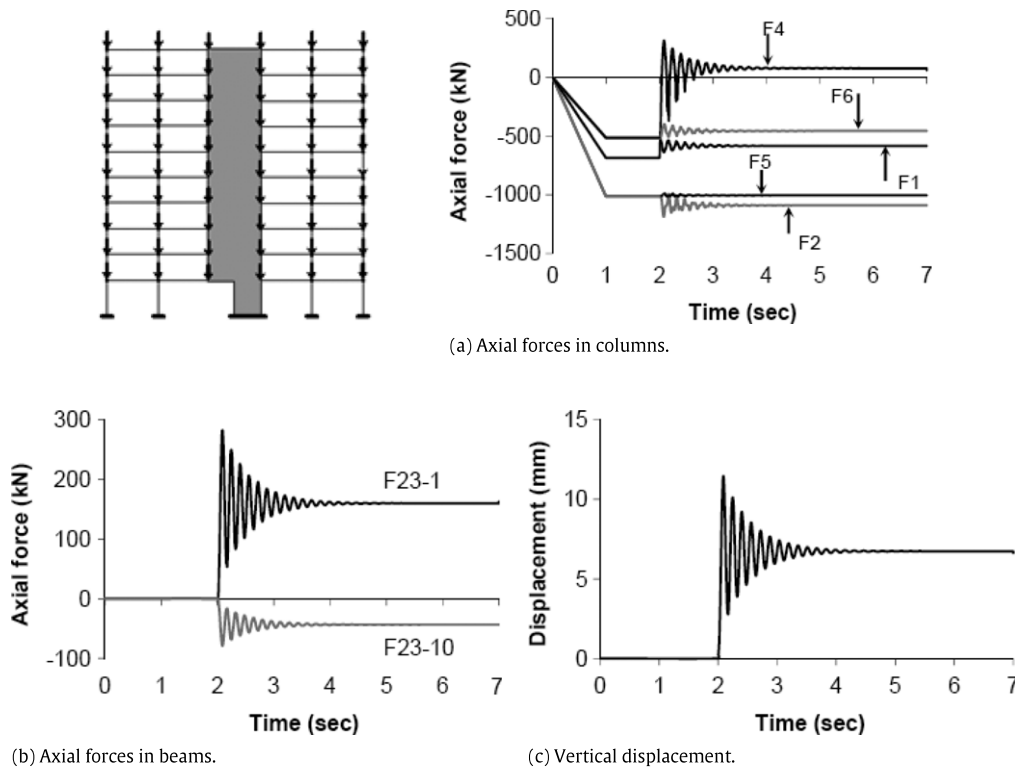 500
0
-500
-1000
-1500
Axial force (kN)
F4
F6
F5
F1
F2
0 1 2 3 4 5 6 7
Time (sec)
(a) Axial forces in columns.
300
200
100
0
-100
Axial force (kN)
F23-1
F23-10
0 1 2 3 4 5 6 7
Time (sec)
(b) Axial forces in beams.
15
10
5
0
Displacement (mm)
0 1 2 3 4 5 6 7
Time (sec)
(c) Vertical displacement.